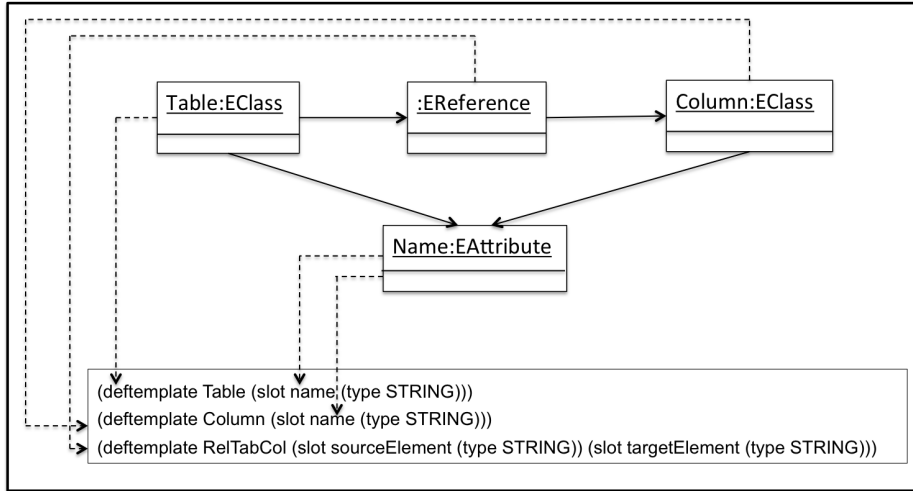 Table:EClass
:EReference
Column:EClass
Name:EAttribute
(deftemplate Table (slot name (type STRING)))
(deftemplate Column (slot name (type STRING)))
(deftemplate RelTabCol (slot sourceElement (type STRING)) (slot targetElement (type STRING)))